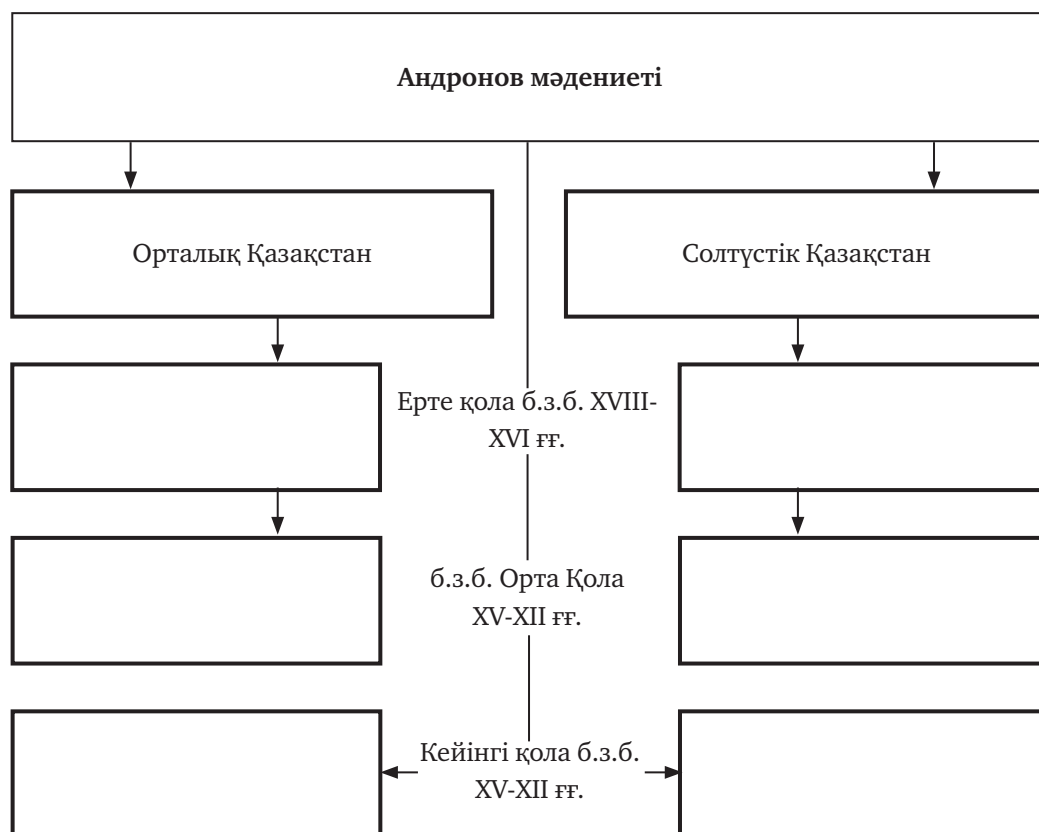 Андронов мәдениеті
Орталық Қазақстан
Солтүстік Қазақстан
Ерте қола б.з.б. XVIII-
XVI ғғ.
б.з.б. Орта Қола
XV-XII ғғ.
Кейінгі қола б.з.б.
XV-XII ғғ.